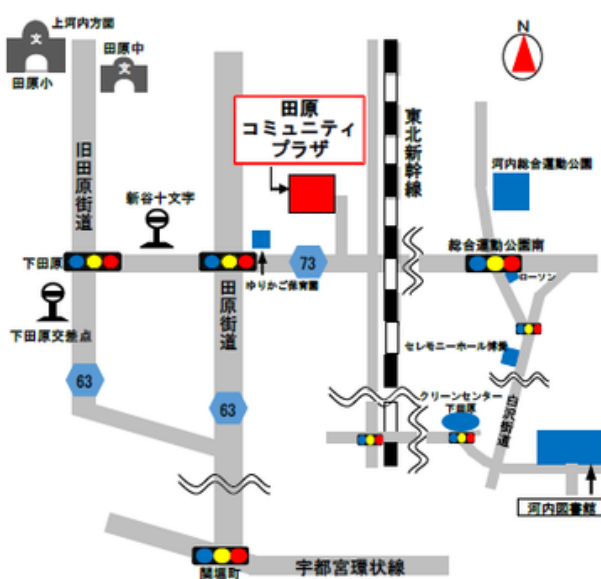 上河内方面
文
田原中
文
田原小
N
田原
コミュニティ
プラザ
東北新幹線
河内総合運動公園
旧田原街道
新谷十文字
下田原
73
総合運動公園南
ゆりかご保育園
ローソン
下田原交差点
田原街道
セレモニーホール博愛
63
63
クリーンセンター
下田原
白沢街道
河内図書館
関堀町
宇都宮環状線